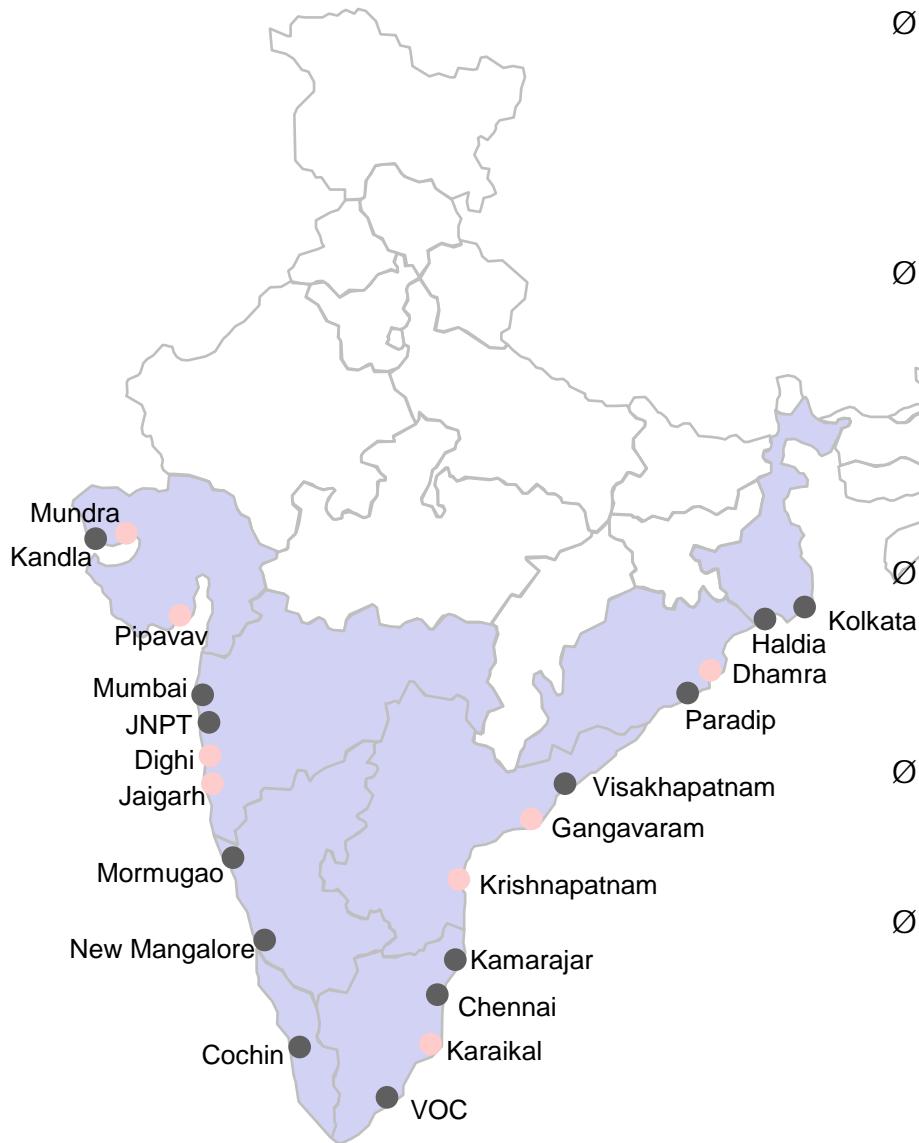 Ø
Ø
Mundra
Kandla
Ø
Kolkata
Pipavav
Haldia
Dhamra
Mumbai
Paradip
JNPT
Dighi
Ø
Visakhapatnam
Jaigarh
Gangavaram
Mormugao
Krishnapatnam
Ø
New Mangalore
Kamarajar
Chennai
Cochin
Karaikal
VOC